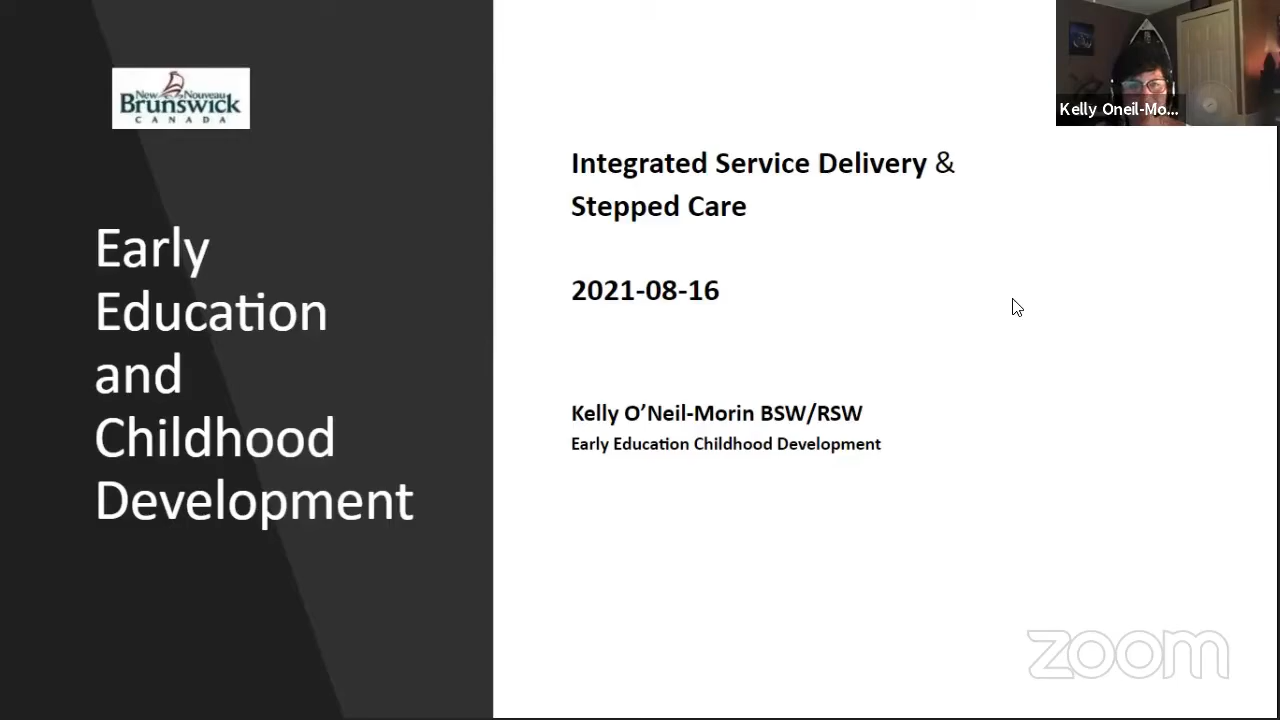 New Nouveau
Brunswick
CANADA
Early
Education
and
Childhood
Development
Integrated Service Delivery &
Stepped Care
2021-08-16
Kelly O’Neil-Morin BSW/RSW
Early Education Childhood Development
Kelly Oneil-Mo...
zoom